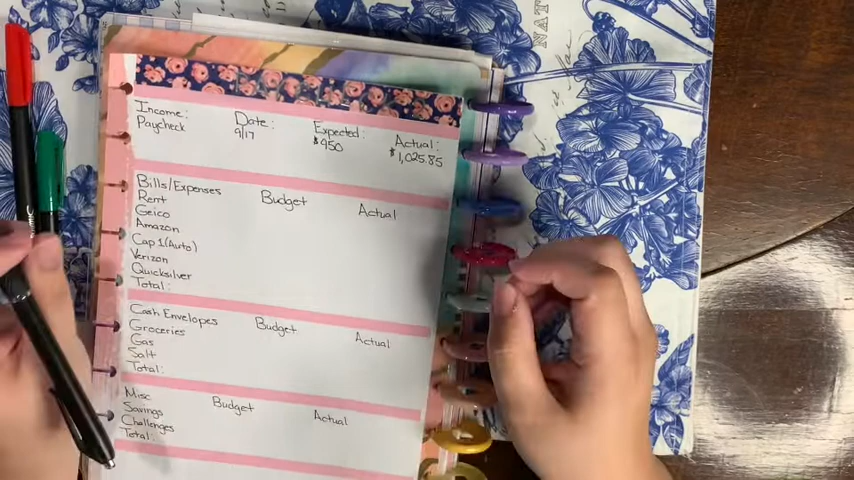 Income: Date: Expected Actual:
Paycheck 9/17 $950 $1,025.85
Bills/Expenses Budget Actual
Rent
Geico
Amazon
Cap 1 (Auto)
Verizon
Quicksilver
Total:
Cash Envelopes Budget Actual
Groceries
Gas
Salt
Total:
Misc Budget Actual
Savings
Challenges
Total:
NAT